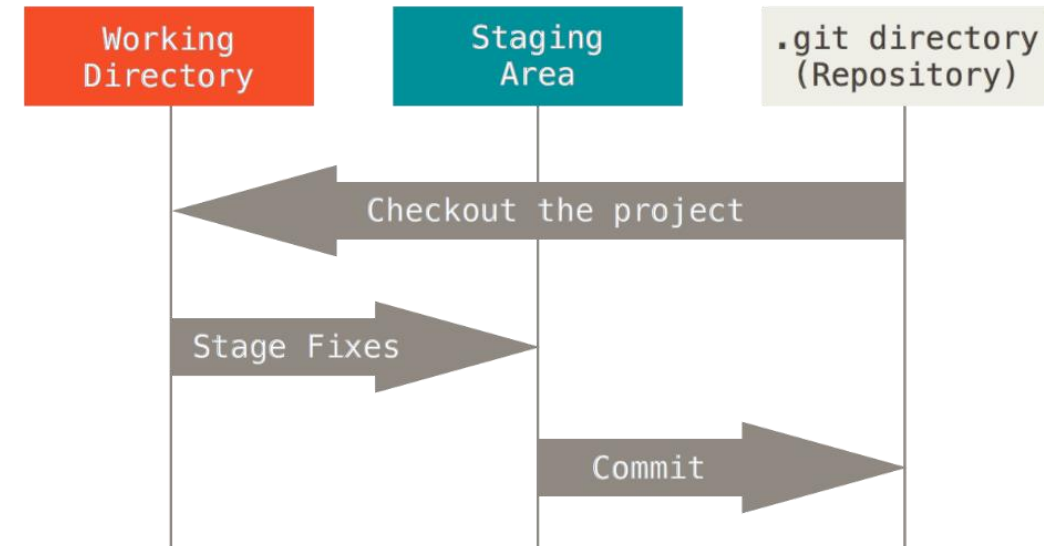 Working
Directory
Staging
Area
.git directory
(Repository)
Checkout the project
Stage Fixes
Commit